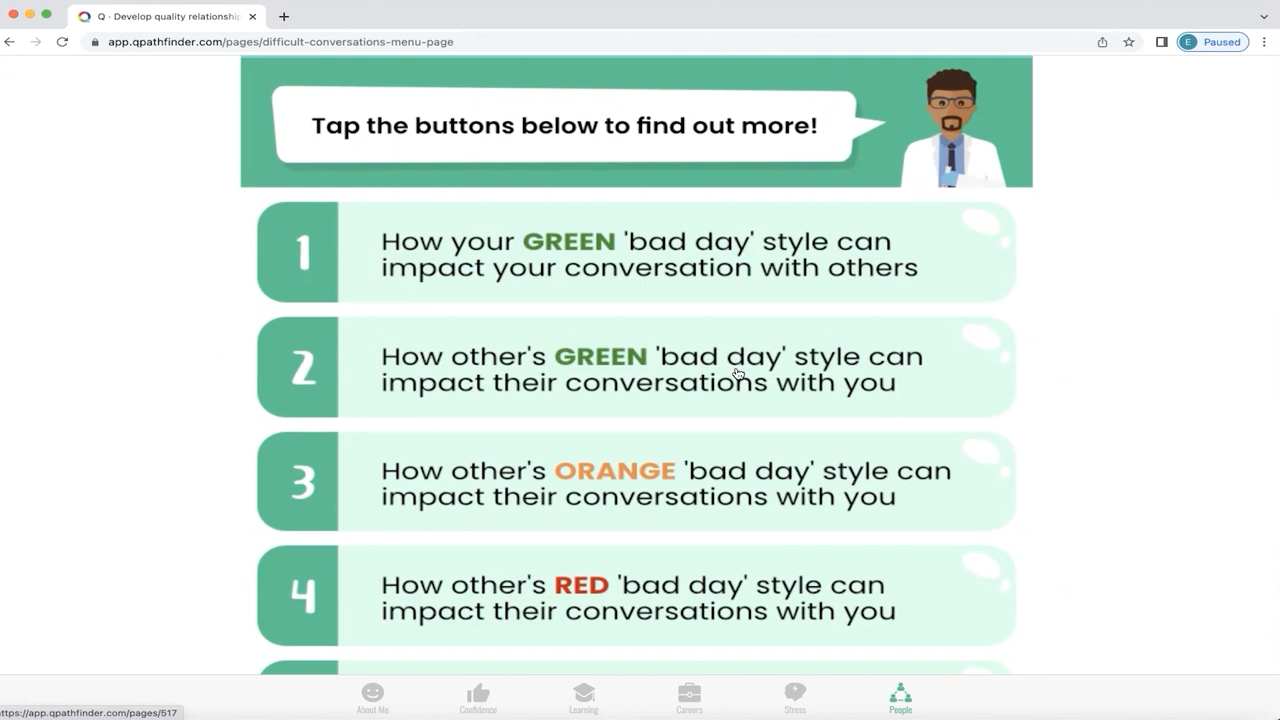 Q - Develop quality relationship
app.qpathfinder.com/pages/difficult-conversations-menu-page
E Paused
Tap the buttons below to find out more!
1
How your GREEN 'bad day' style can
impact your conversation with others
2
How other's GREEN 'bad day' style can
impact their conversations with you
3
How other's ORANGE 'bad day' style can
impact their conversations with you
4
How other's RED 'bad day' style can
impact their conversations with you
About Me Confidence Learning Careers Stress People
https://app.qpathfinder.com/pages/517